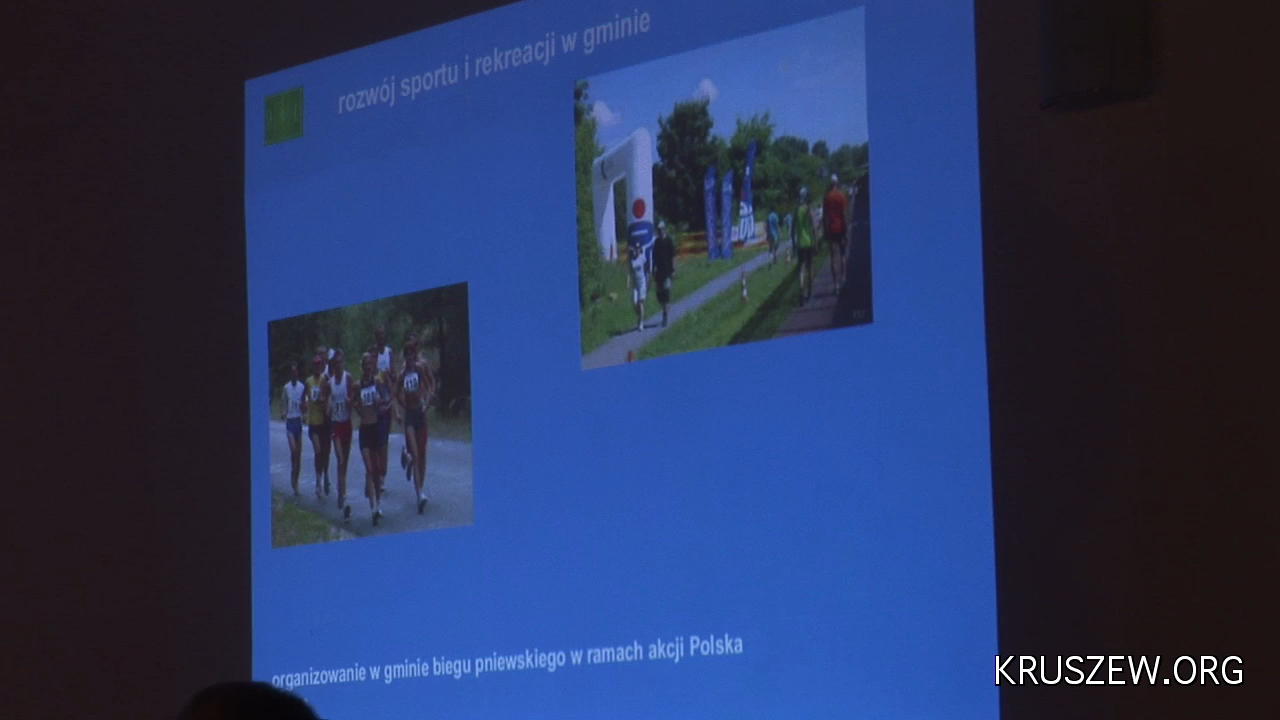 rozwój sportu i rekreacji w gminie
organizowanie w gminie biegu pniewskiego w ramach akcji Polska
KRUSZEW.ORG